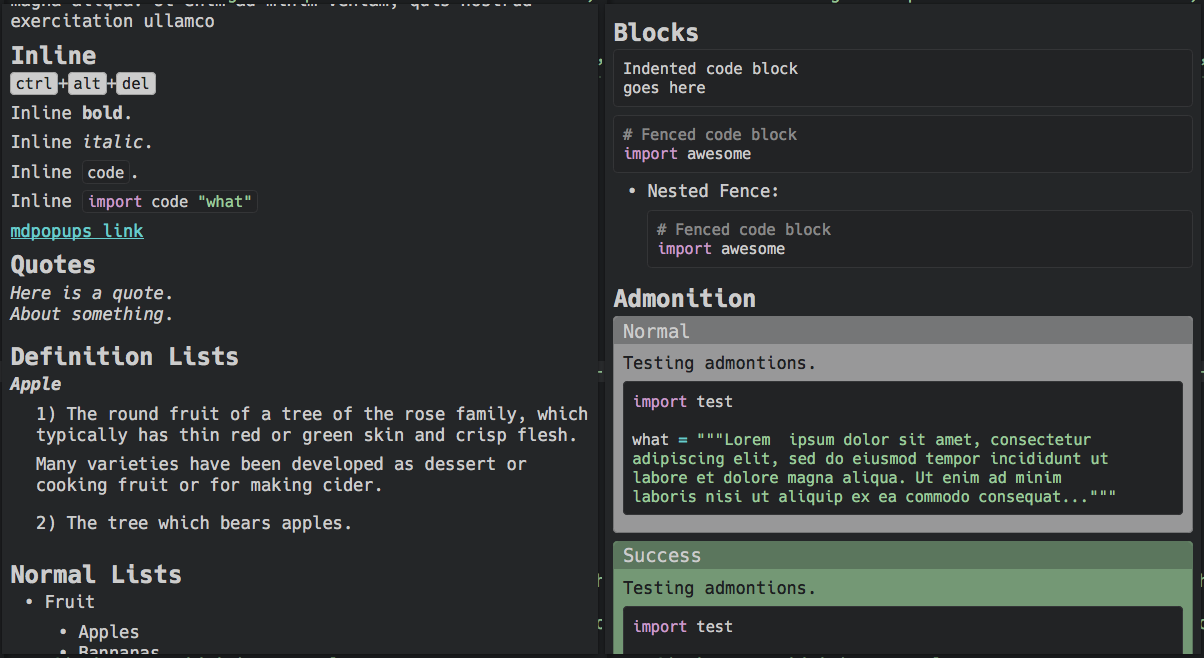 exercitation ullamco
Inline
ctrl+alt+del
Inline bold.
Inline italic.
Inline code.
Inline import code "what"
mdpopups link
Quotes
Here is a quote.
About something.
Definition Lists
Apple
1) The round fruit of a tree of the rose family, which
typically has thin red or green skin and crisp flesh.
Many varieties have been developed as dessert or
cooking fruit or for making cider.
2) The tree which bears apples.
Normal Lists
• Fruit
• Apples
• Bannanas
Blocks
Indented code block
goes here
# Fenced code block
import awesome
• Nested Fence:
# Fenced code block
import awesome
Admonition
Normal
Testing admontions.
import test
what = """Lorem  ipsum dolor sit amet, consectetur
adipiscing elit, sed do eiusmod tempor incididunt ut
labore et dolore magna aliqua. Ut enim ad minim
laboris nisi ut aliquip ex ea commodo consequat..."""
Success
Testing admontions.
import test